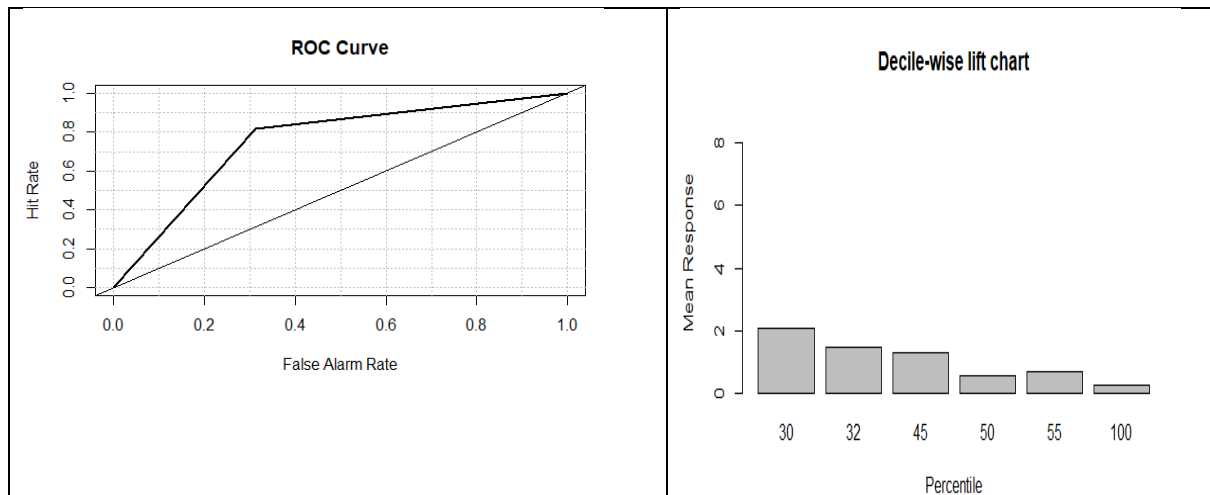 ROC Curve
Hit Rate
1.0
0.8
0.6
0.4
0.2
0.0
0.0 0.2 0.4 0.6 0.8 1.0
False Alarm Rate
Decile-wise lift chart
Mean Response
8
6
4
2
0
30 32 45 50 55 100
Percentile